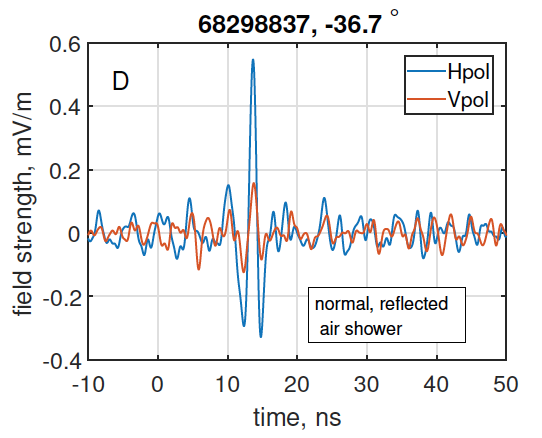 68298837, -36.7 °
D
Hpol
Vpol
field strength, mV/m
0.6
0.4
0.2
0
-0.2
-0.4
normal, reflected
air shower
-10 0 10 20 30 40 50
time, ns